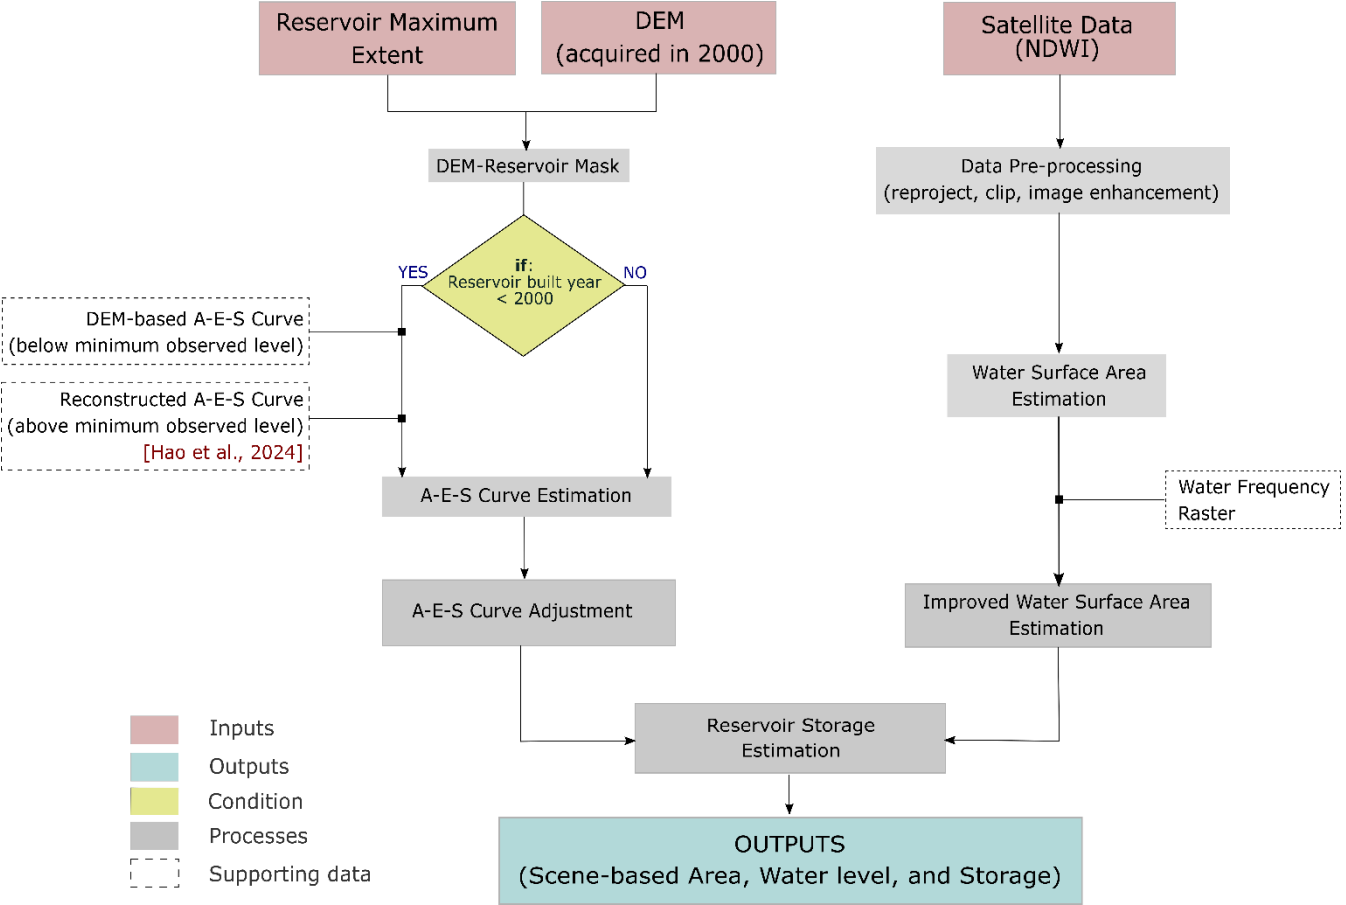 Reservoir Maximum
Extent
DEM
(acquired in 2000)
Satellite Data
(NDWI)
DEM-Reservoir Mask
Data Pre-processing
(reproject, clip, image enhancement)
YES
if:
Reservoir built year
< 2000
NO
DEM-based A-E-S Curve
(below minimum observed level)
Reconstructed A-E-S Curve
(above minimum observed level)
[Hao et al., 2024]
Water Surface Area
Estimation
A-E-S Curve Estimation
Water Frequency
Raster
A-E-S Curve Adjustment
Improved Water Surface Area
Estimation
Reservoir Storage
Estimation
Inputs
Outputs
Condition
Processes
Supporting data
OUTPUTS
(Scene-based Area, Water level, and Storage)